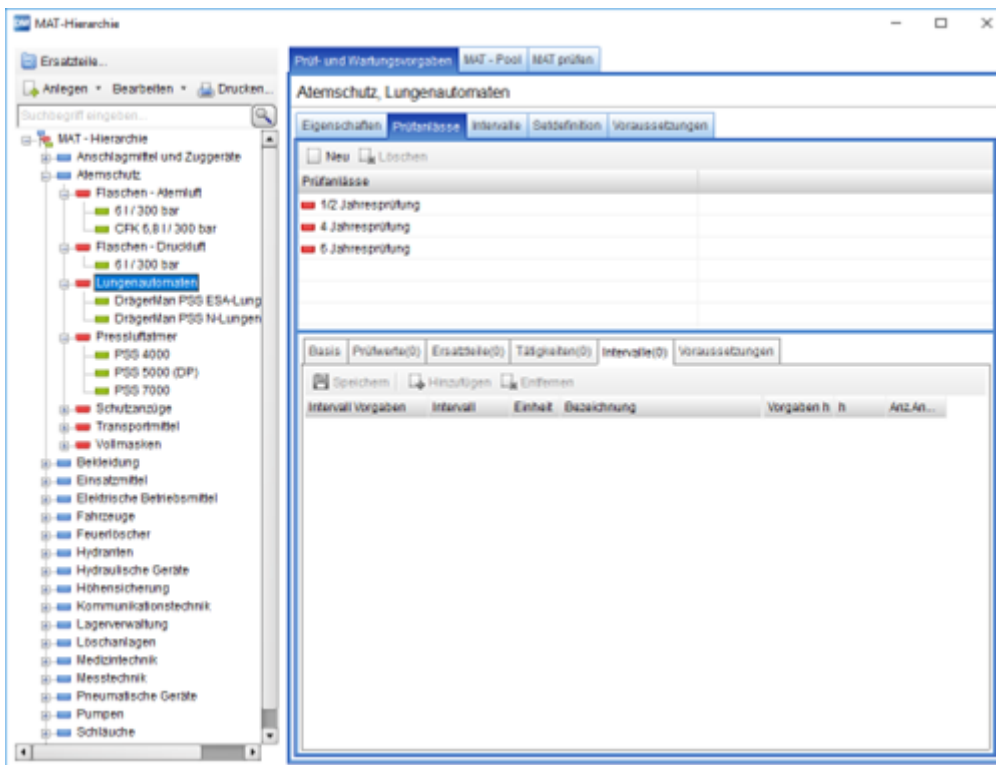 MAT-Hierarchie
Ersatzteile...
Anlegen Bearbeiten Drucken...
Suchbegriff eingeben...
MAT - Hierarchie
Anschlagmittel und Zuggeräte
Atemschutz
Flaschen - Atemluft
6 l / 300 bar
CFK 6,8 l / 300 bar
Flaschen - Druckluft
6 l / 300 bar
Lungenautomaten
DrägerMan PSS ESA-Lung
DrägerMan PSS N-Lungen
Pressluftatmer
PSS 4000
PSS 5000 (DP)
PSS 7000
Schutzanzüge
Transportmittel
Vollmasken
Bekleidung
Einsatzmittel
Elektrische Betriebsmittel
Fahrzeuge
Feuerlöscher
Hydranten
Hydraulische Geräte
Höhensicherung
Kommunikationstechnik
Lagerverwaltung
Löschanlagen
Medizintechnik
Messtechnik
Pneumatische Geräte
Pumpen
Schläuche
Prüf- und Wartungsvorgaben MAT - Pool MAT prüfen
Atemschutz, Lungenautomaten
Eigenschaften Prüfanlässe Intervalle Setdefinition Voraussetzungen
Neu Löschen
Prüfanlässe
1/2 Jahresprüfung
4 Jahresprüfung
6 Jahresprüfung
Basis Prüfwerte(0) Ersatzteile(0) Tätigkeiten(0) Intervalle(0) Voraussetzungen
Speichern Hinzufügen Entfernen
Intervall Vorgaben Intervall Einheit Bezeichnung Vorgaben h h Anz.An...